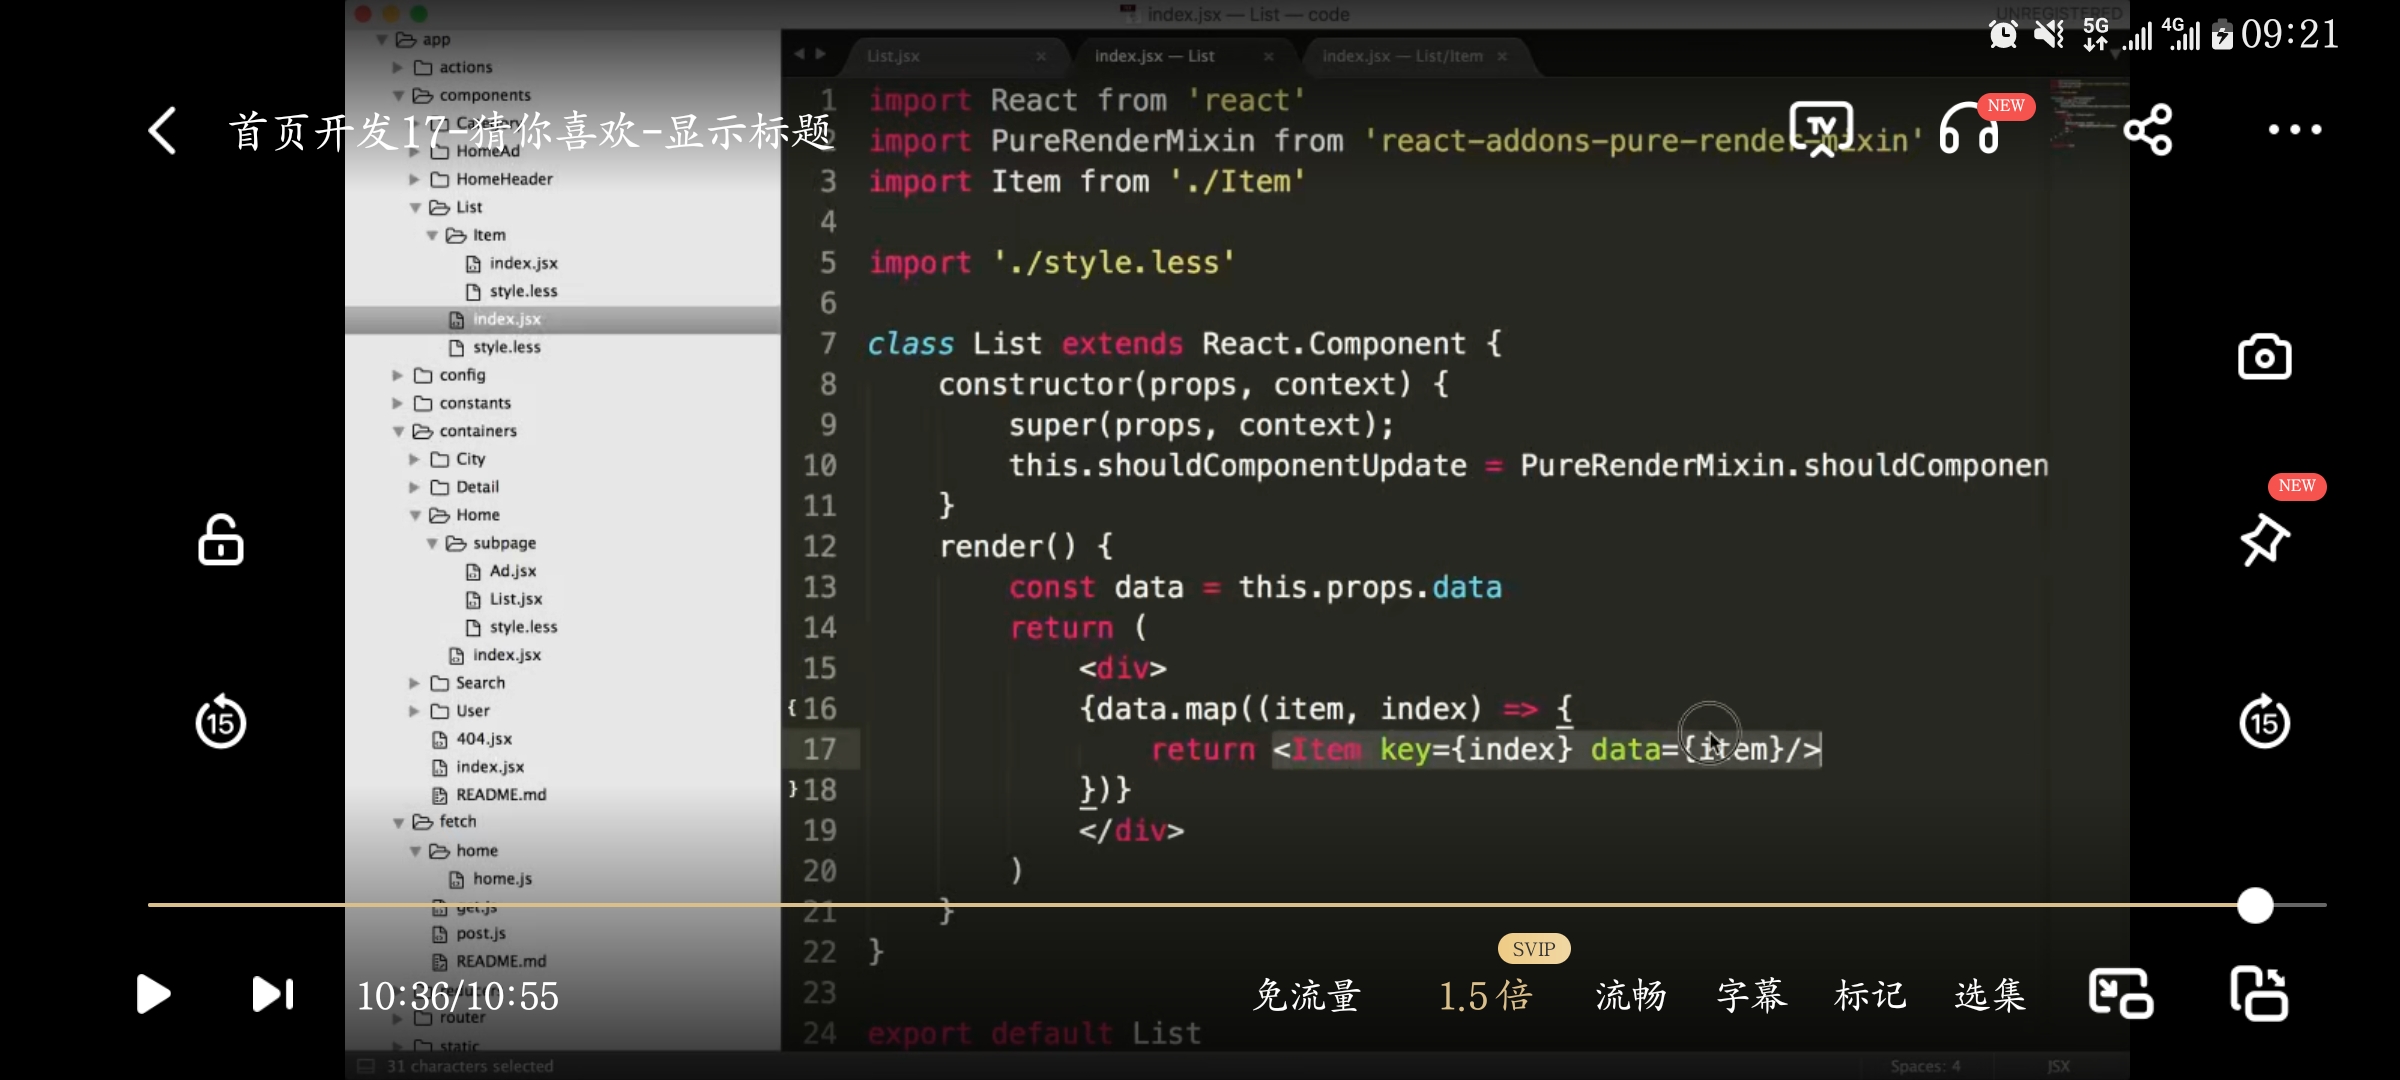 index.jsx — List — code
UNREGISTERED
5G 4G 09:21
首页开发17-猜你喜欢-显示标题
TV
NEW
NEW
app
actions
components
HomeAd
HomeHeader
List
Item
index.jsx
style.less
index.jsx
style.less
config
constants
containers
City
Detail
Home
subpage
Ad.jsx
List.jsx
style.less
index.jsx
Search
User
404.jsx
index.jsx
README.md
fetch
home
home.js
get.js
post.js
README.md
router
static
List.jsx
index.jsx — List
index.jsx — List/Item
1 import React from 'react'
2 import PureRenderMixin from 'react-addons-pure-render-mixin'
3 import Item from './Item'
4
5 import './style.less'
6
7 class List extends React.Component {
8 constructor(props, context) {
9 super(props, context);
10 this.shouldComponentUpdate = PureRenderMixin.shouldComponen
11 }
12 render() {
13 const data = this.props.data
14 return (
15 <div>
{ 16 {data.map((item, index) => {
17 return <Item key={index} data={item}/>
} 18 })}
19 </div>
20 )
21 }
22 }
23
24 export default List
15
15
10:36/10:55
免流量
SVIP
1.5倍
流畅
字幕
标记
选集
31 characters selected
Spaces: 4
JSX